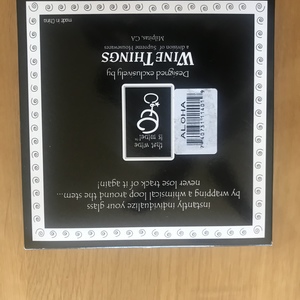 instantly individualize your glass
by wrapping a whimsical loop around the stem...
never lose track of it again!
that wine
is mine!™
ALOHA
Designed exclusively by
WINE THINGS
a division of Supreme Housewares
Milpitas, CA
made in China